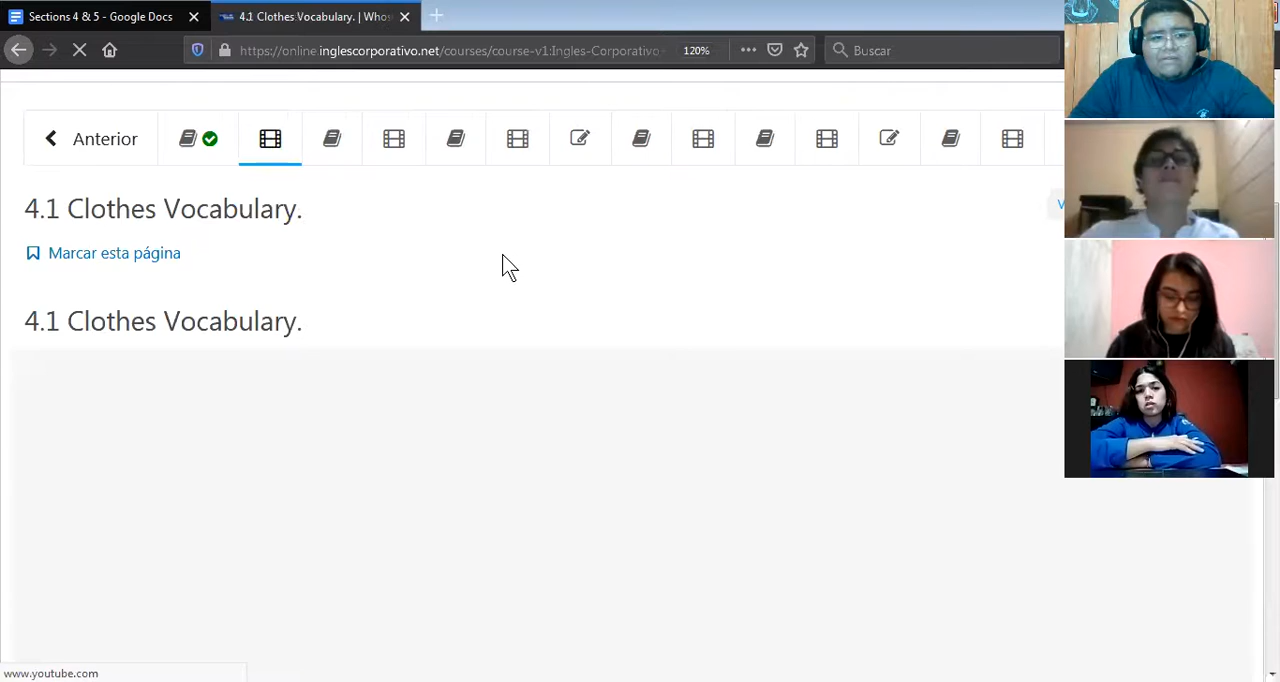 Sections 4 & 5 - Google Docs
4.1 Clothes Vocabulary. | Whos
https://online.inglescorporativo.net/courses/course-v1:Ingles-Corporativo
120%
Buscar
Anterior
4.1 Clothes Vocabulary.
V
Marcar esta página
4.1 Clothes Vocabulary.
www.youtube.com